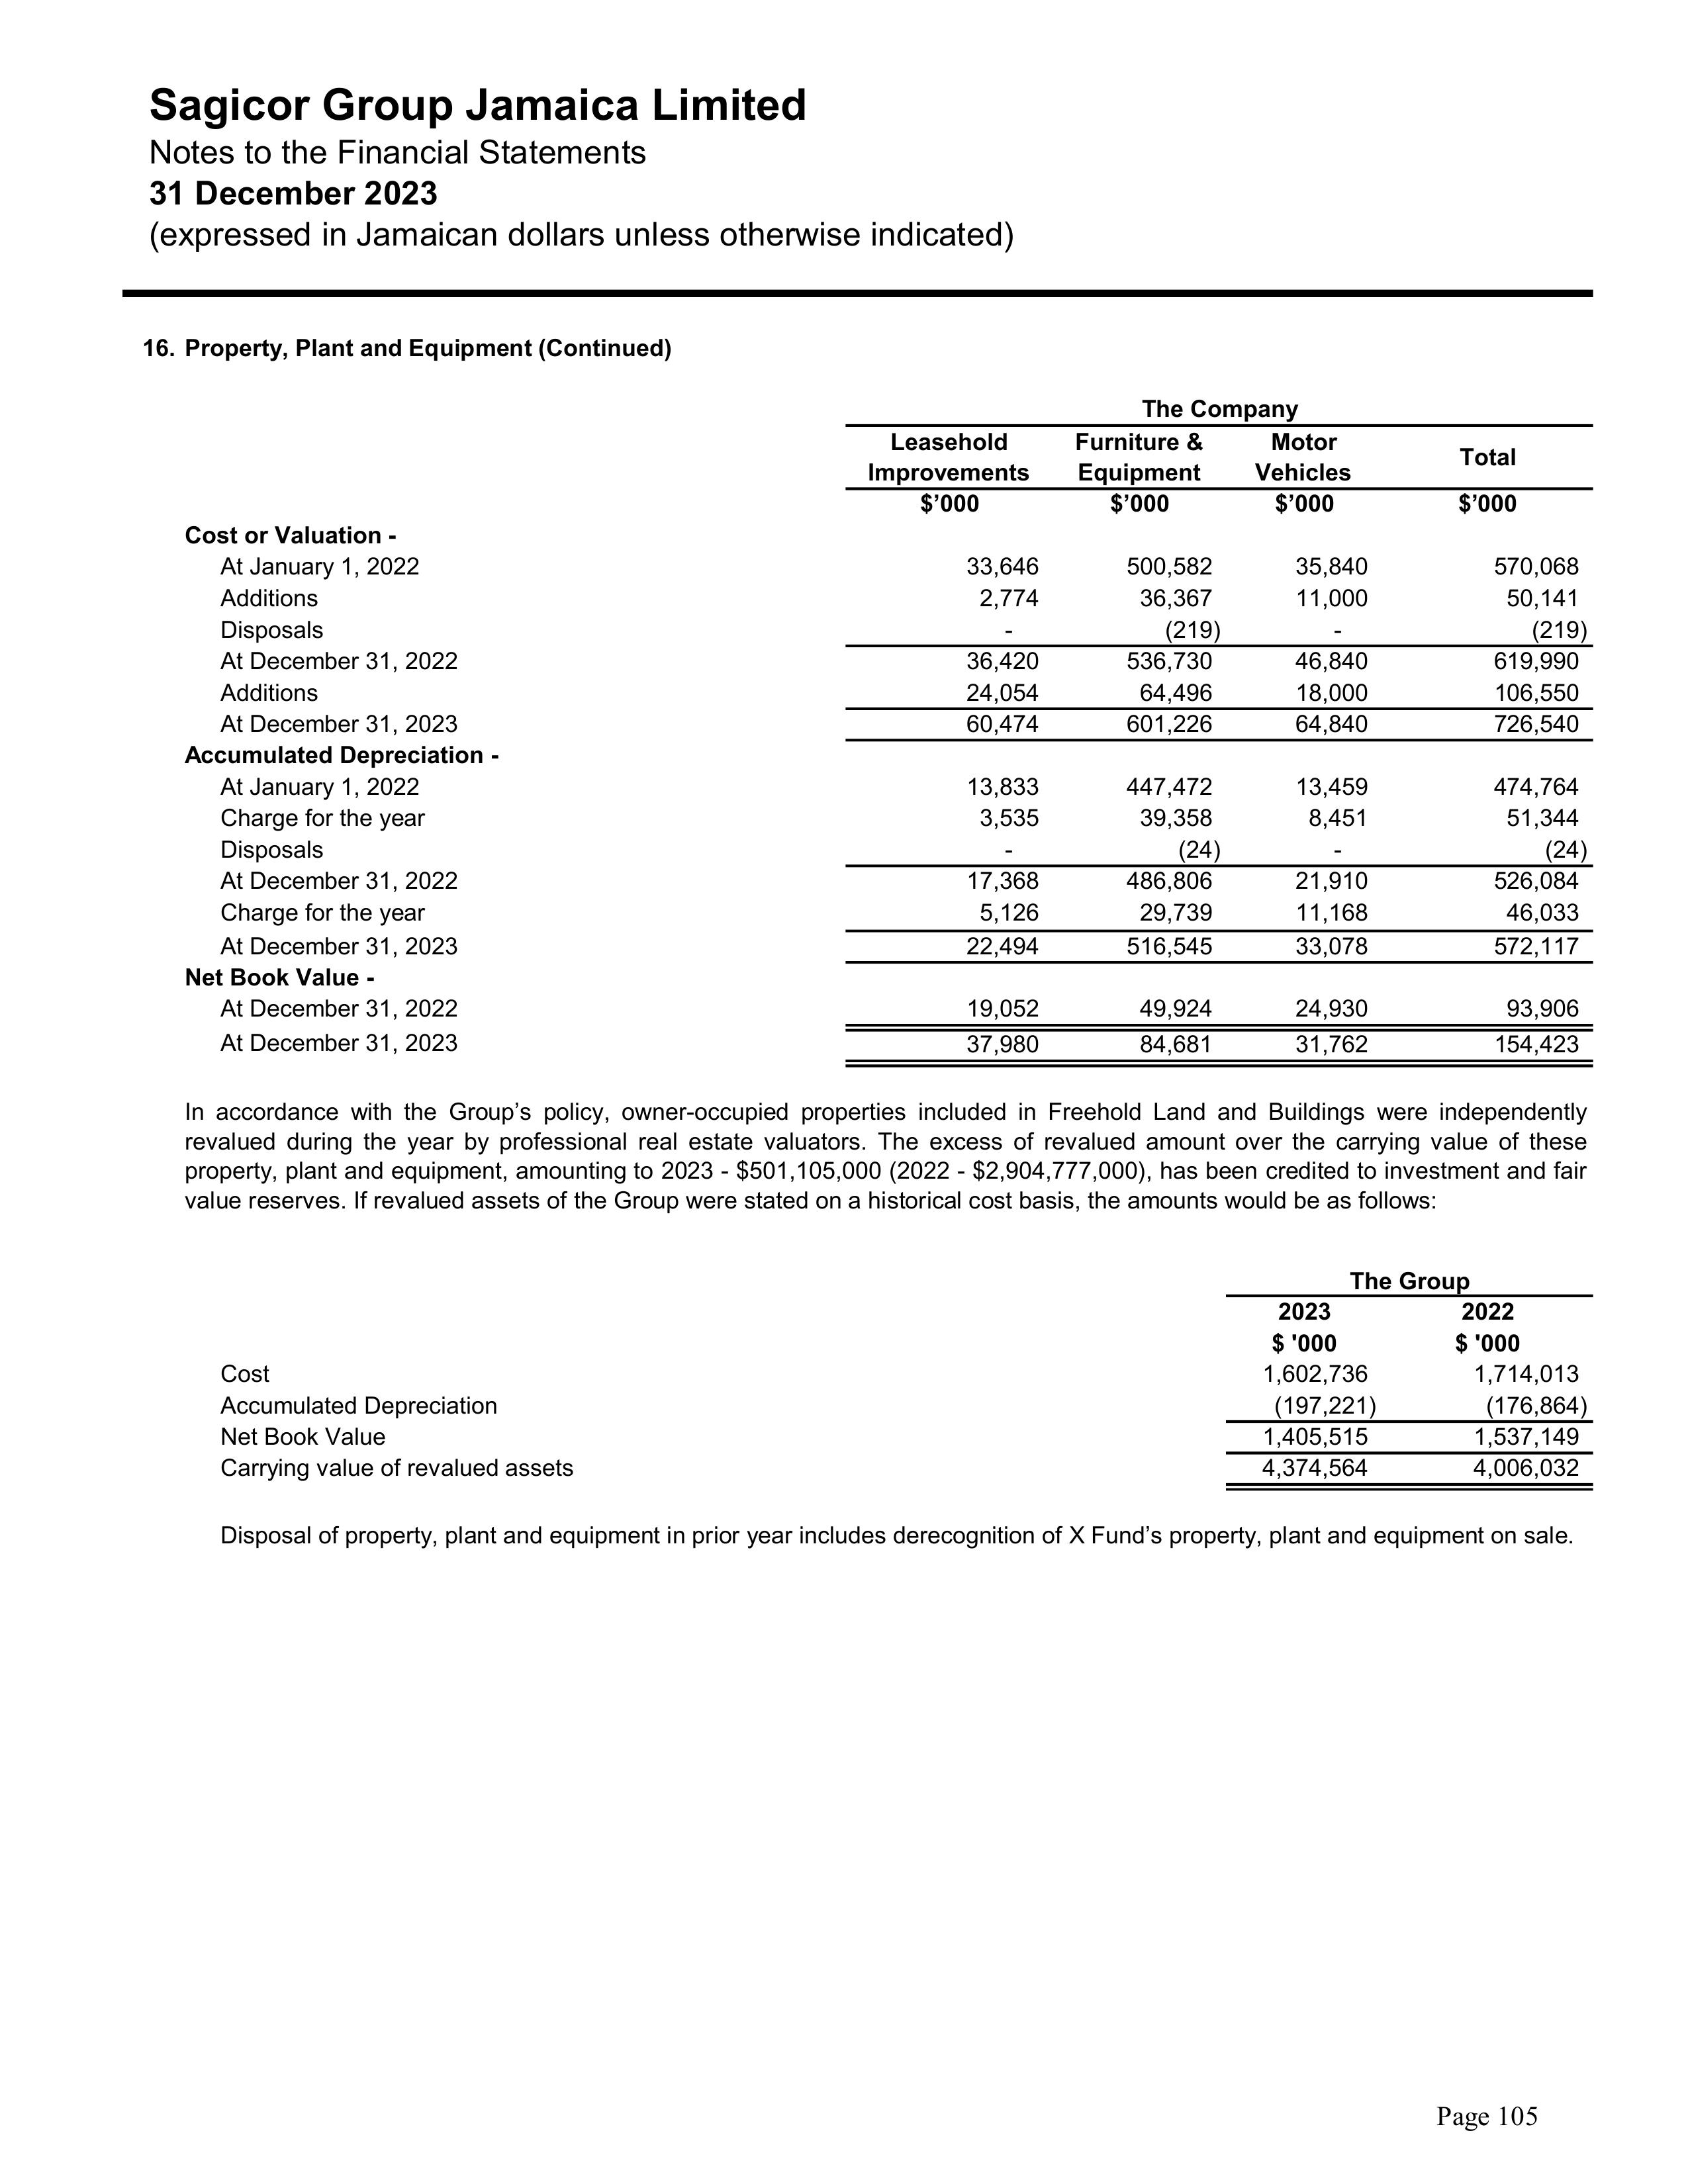 Sagicor Group Jamaica Limited
Notes to the Financial Statements
31 December 2023
(expressed in Jamaican dollars unless otherwise indicated)
16. Property, Plant and Equipment (Continued)
The Company
Leasehold Improvements Furniture & Equipment Motor Vehicles Total
$’000 $’000 $’000 $’000
Cost or Valuation -
At January 1, 2022 33,646 500,582 35,840 570,068
Additions 2,774 36,367 11,000 50,141
Disposals - (219) - (219)
At December 31, 2022 36,420 536,730 46,840 619,990
Additions 24,054 64,496 18,000 106,550
At December 31, 2023 60,474 601,226 64,840 726,540
Accumulated Depreciation -
At January 1, 2022 13,833 447,472 13,459 474,764
Charge for the year 3,535 39,358 8,451 51,344
Disposals - (24) - (24)
At December 31, 2022 17,368 486,806 21,910 526,084
Charge for the year 5,126 29,739 11,168 46,033
At December 31, 2023 22,494 516,545 33,078 572,117
Net Book Value -
At December 31, 2022 19,052 49,924 24,930 93,906
At December 31, 2023 37,980 84,681 31,762 154,423
In accordance with the Group’s policy, owner-occupied properties included in Freehold Land and Buildings were independently
revalued during the year by professional real estate valuators. The excess of revalued amount over the carrying value of these
property, plant and equipment, amounting to 2023 - $501,105,000 (2022 - $2,904,777,000), has been credited to investment and fair
value reserves. If revalued assets of the Group were stated on a historical cost basis, the amounts would be as follows:
The Group
2023 2022
$ '000 $ '000
Cost 1,602,736 1,714,013
Accumulated Depreciation (197,221) (176,864)
Net Book Value 1,405,515 1,537,149
Carrying value of revalued assets 4,374,564 4,006,032
Disposal of property, plant and equipment in prior year includes derecognition of X Fund’s property, plant and equipment on sale.
Page 105